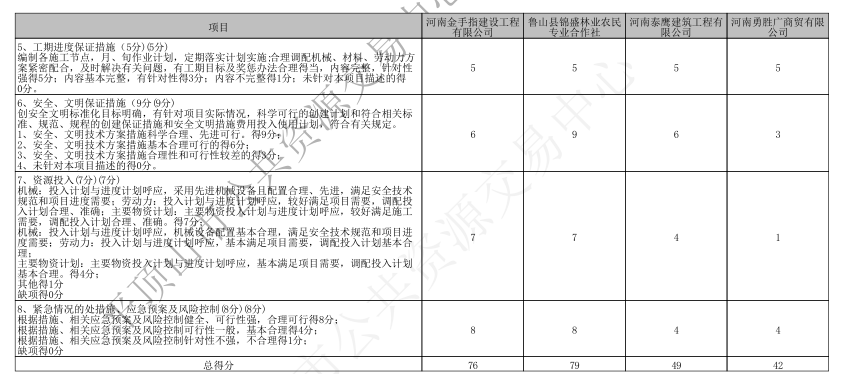 项目
河南金手指建设工程有限公司
鲁山县锦盛林业农民专业合作社
河南泰鹰建筑工程有限公司
河南勇胜广商贸有限公司
5、工期进度保证措施（5分)(5分)
编制各施工节点，月、旬作业计划，定期落实计划实施;合理调配机械、材料、劳动力方
案紧密配合，及时解决有关问题，有工期目标及奖惩办法合理得当，内容完整，针对性
强得5分；内容基本完整，有针对性得3分；内容不完整得1分；未针对本项目描述的得
0分。
5
5
5
5
6、安全、文明保证措施（9分）(9分)
创安全文明标准化目标明确，有针对项目实际情况，科学可行的创建计划和符合相关标
准、规范、规程的创建保证措施和安全文明措施费用投入使用计划，符合有关规定。
1、安全、文明技术方案措施科学合理、先进可行。得9分；
2、安全、文明技术方案措施基本合理可行的得6分；
3、安全、文明技术方案措施合理性和可行性较差的得3分；
4、未针对本项目描述的得0分。
6
9
6
3
7、资源投入(7分)(7分)
机械：投入计划与进度计划呼应，采用先进机械设备且配置合理、先进，满足安全技术
规范和项目进度需要；劳动力：投入计划与进度计划呼应，较好满足项目需要，调配投
入计划合理、准确；主要物资计划：主要物资投入计划与进度计划呼应，较好满足施工
需要，调配投入计划合理、准确。得7分；
机械：投入计划与进度计划呼应，机械设备配置基本合理，满足安全技术规范和项目进
度需要；劳动力：投入计划与进度计划呼应，基本满足项目需要，调配投入计划基本合
理；
主要物资计划：主要物资投入计划与进度计划呼应，基本满足项目需要，调配投入计划
基本合理。得4分；
其他得1分
缺项得0分
7
7
4
1
8、紧急情况的处措施、应急预案及风险控制(8分)(8分)
根据措施、相关应急预案及风险控制健全、可行性强，合理可行得8分；
根据措施、相关应急预案及风险控制可行性一般，基本合理得4分；
根据措施、相关应急预案及风险控制针对性不强，不合理得1分；
缺项得0分
8
8
4
4
总得分
76
79
49
42
平顶山市公共资源交易中心
市公共资源交易中心